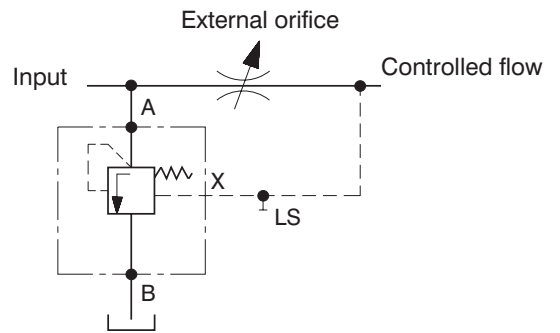 External orifice
Input
Controlled flow
A
X
LS
B